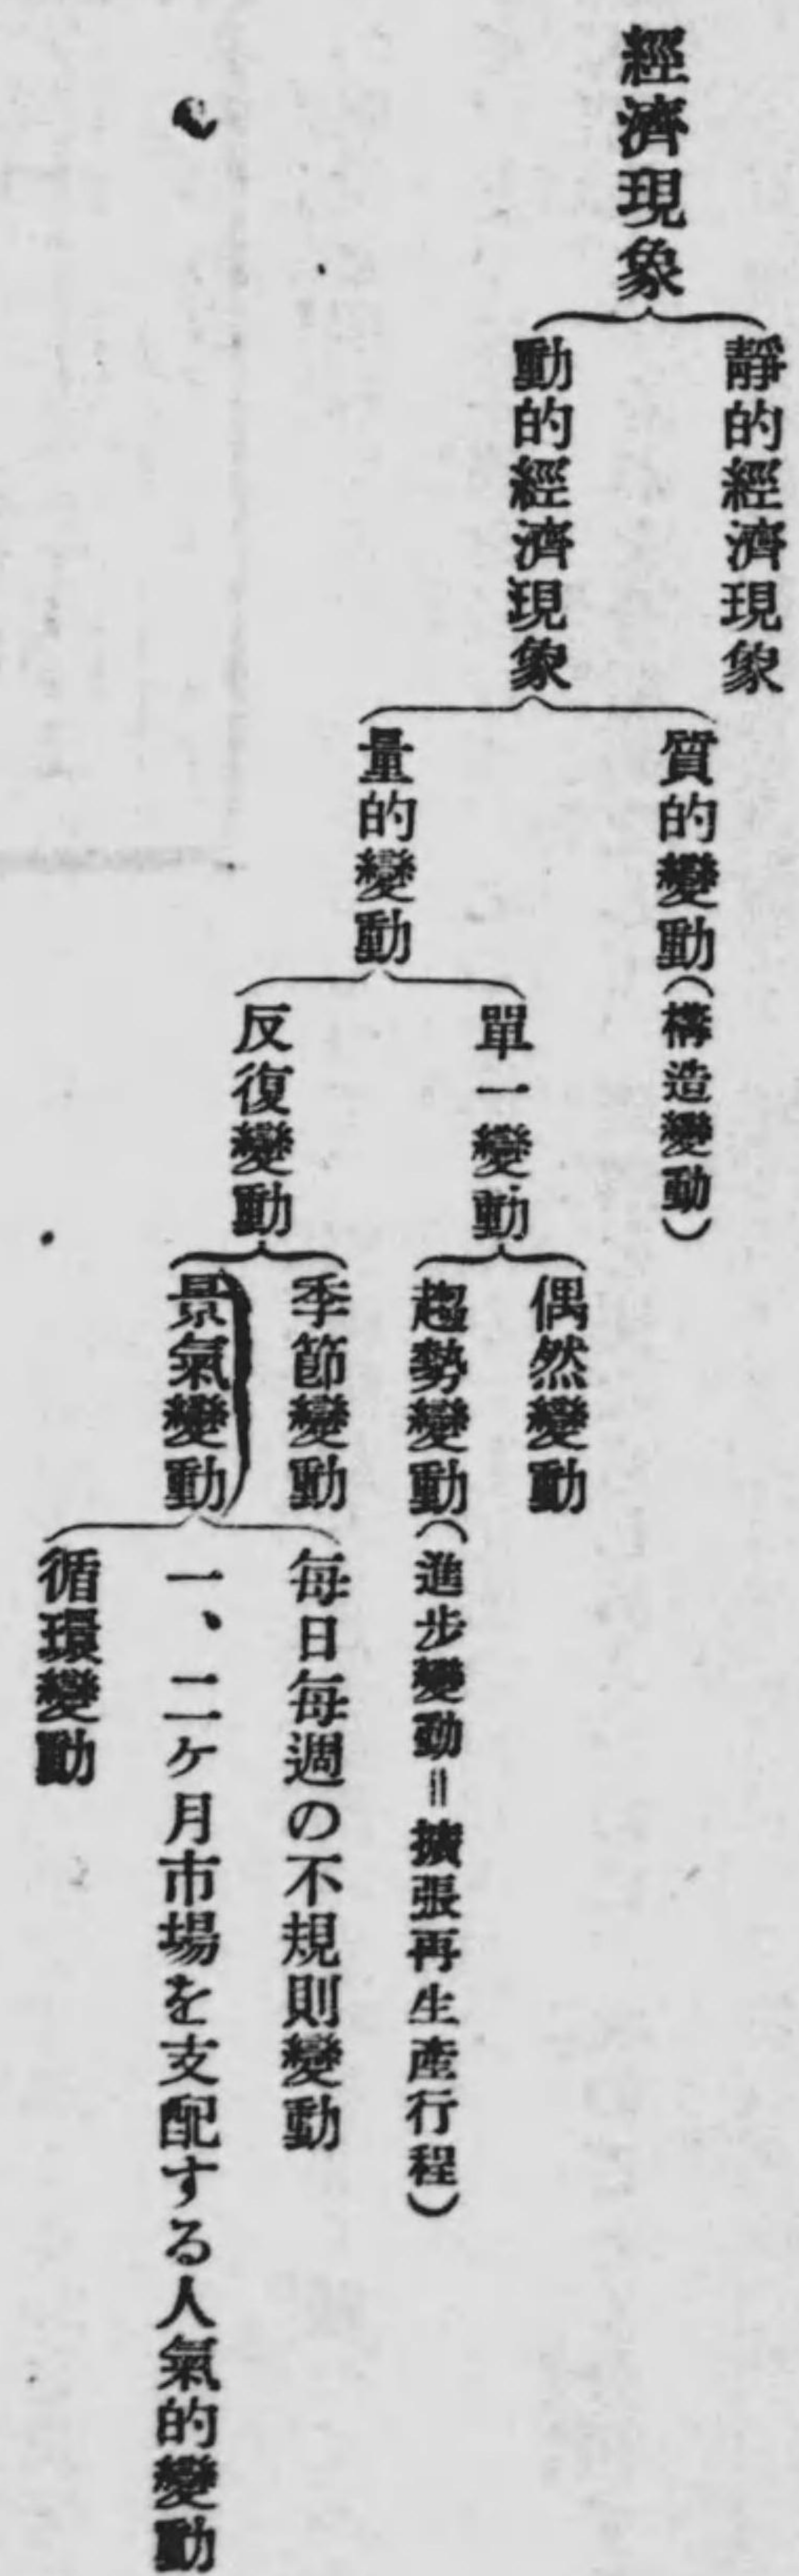 經濟現象
靜的經濟現象
動的經濟現象
質的變動(構造變動)
量的變動
單一變動
反復變動
偶然變動
趨勢變動(進步變動=擴張再生產行程)
季節變動
景氣變動
每日每週の不規則變動
一、二ケ月市場を支配する人氣的變動
循環變動